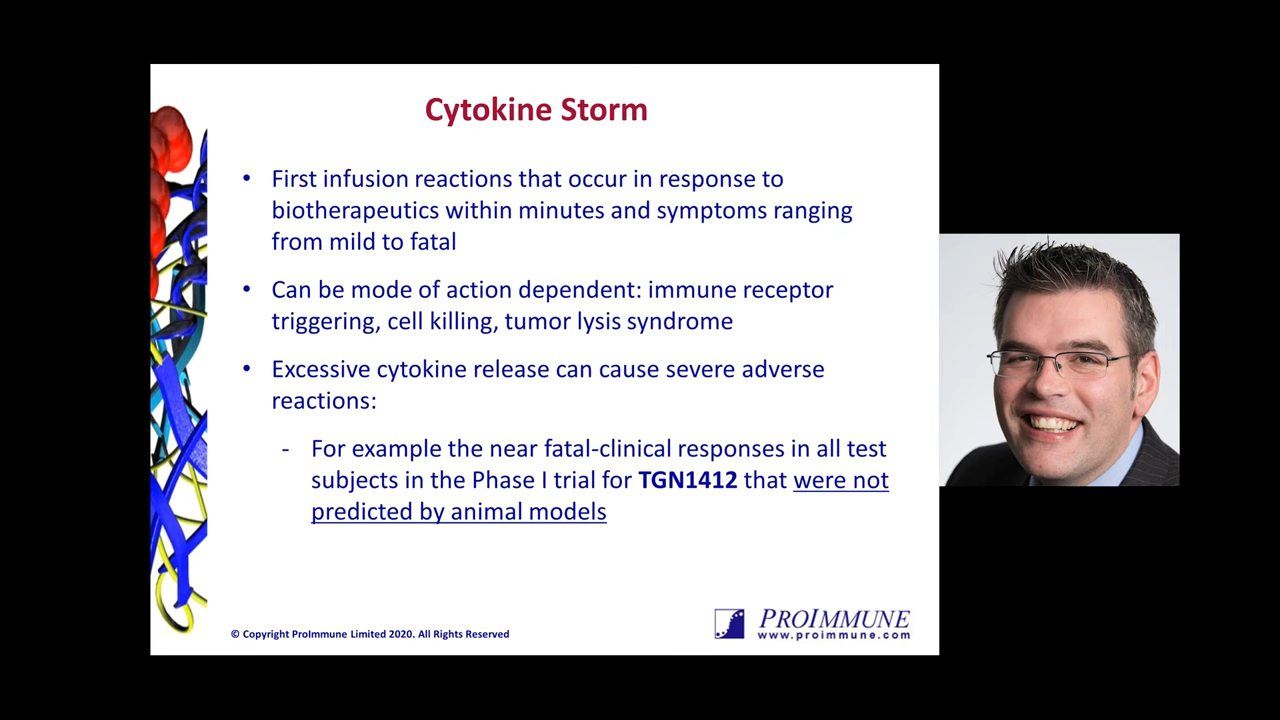 Cytokine Storm
• First infusion reactions that occur in response to
biotherapeutics within minutes and symptoms ranging
from mild to fatal
• Can be mode of action dependent: immune receptor
triggering, cell killing, tumor lysis syndrome
• Excessive cytokine release can cause severe adverse
reactions:
- For example the near fatal-clinical responses in all test
subjects in the Phase I trial for TGN1412 that were not
predicted by animal models
© Copyright ProImmune Limited 2020. All Rights Reserved
PROIMMUNE
www.proimmune.com